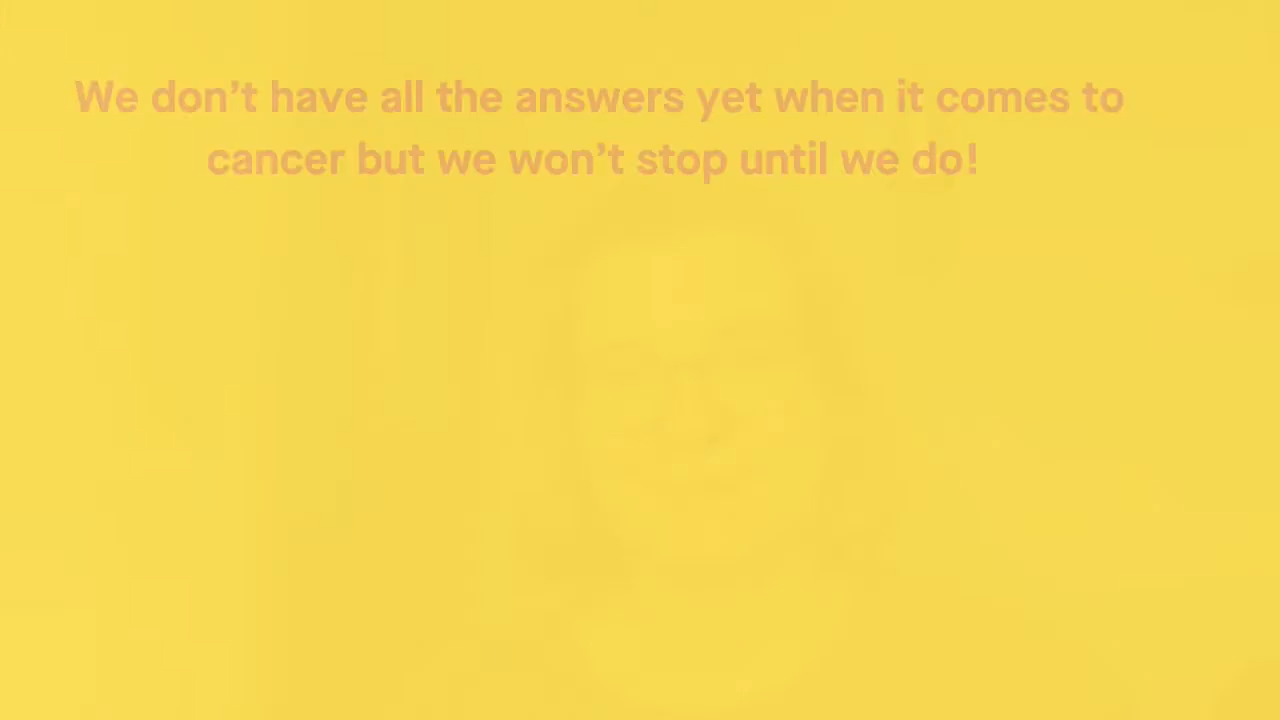 We don’t have all the answers yet when it comes to
cancer but we won’t stop until we do!